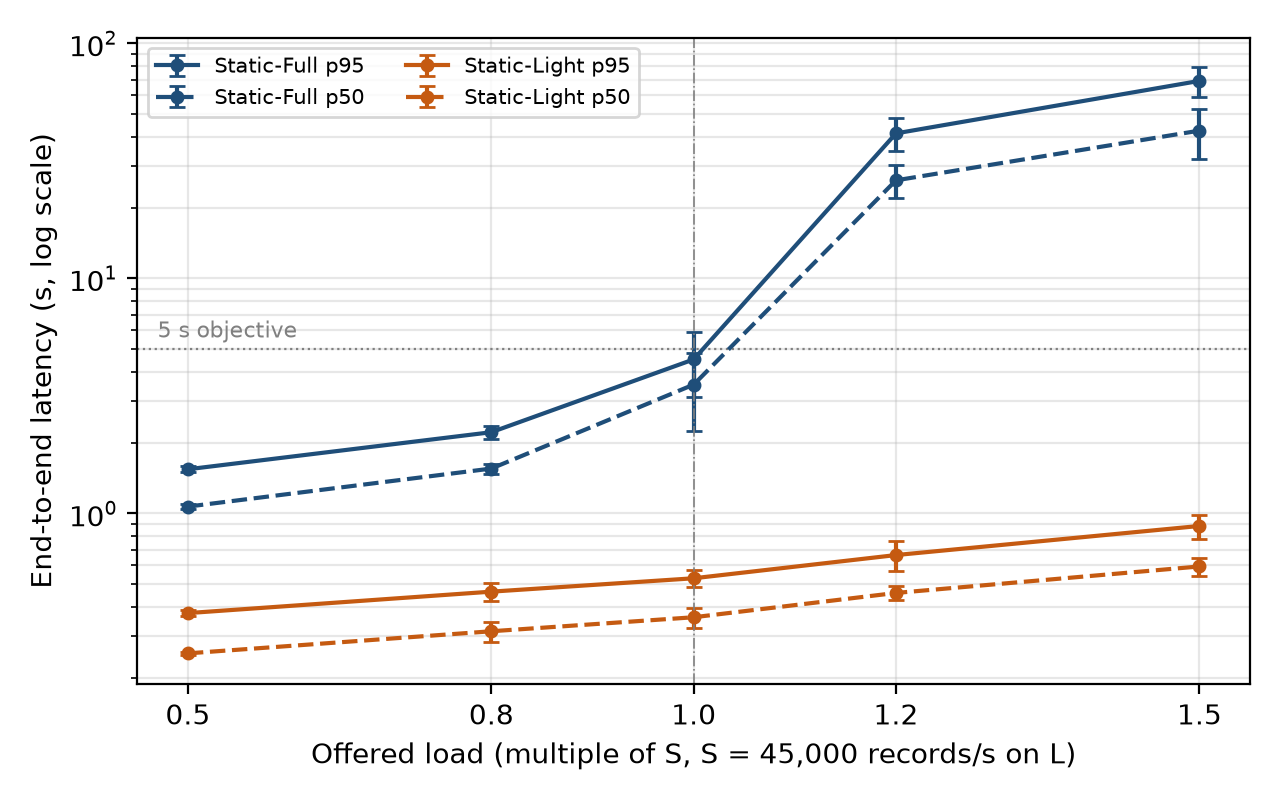 Static-Full p95
Static-Full p50
Static-Light p95
Static-Light p50
End-to-end latency (s, log scale)
10²
10¹
10⁰
5 s objective
0.5
0.8
1.0
1.2
1.5
Offered load (multiple of S, S = 45,000 records/s on L)